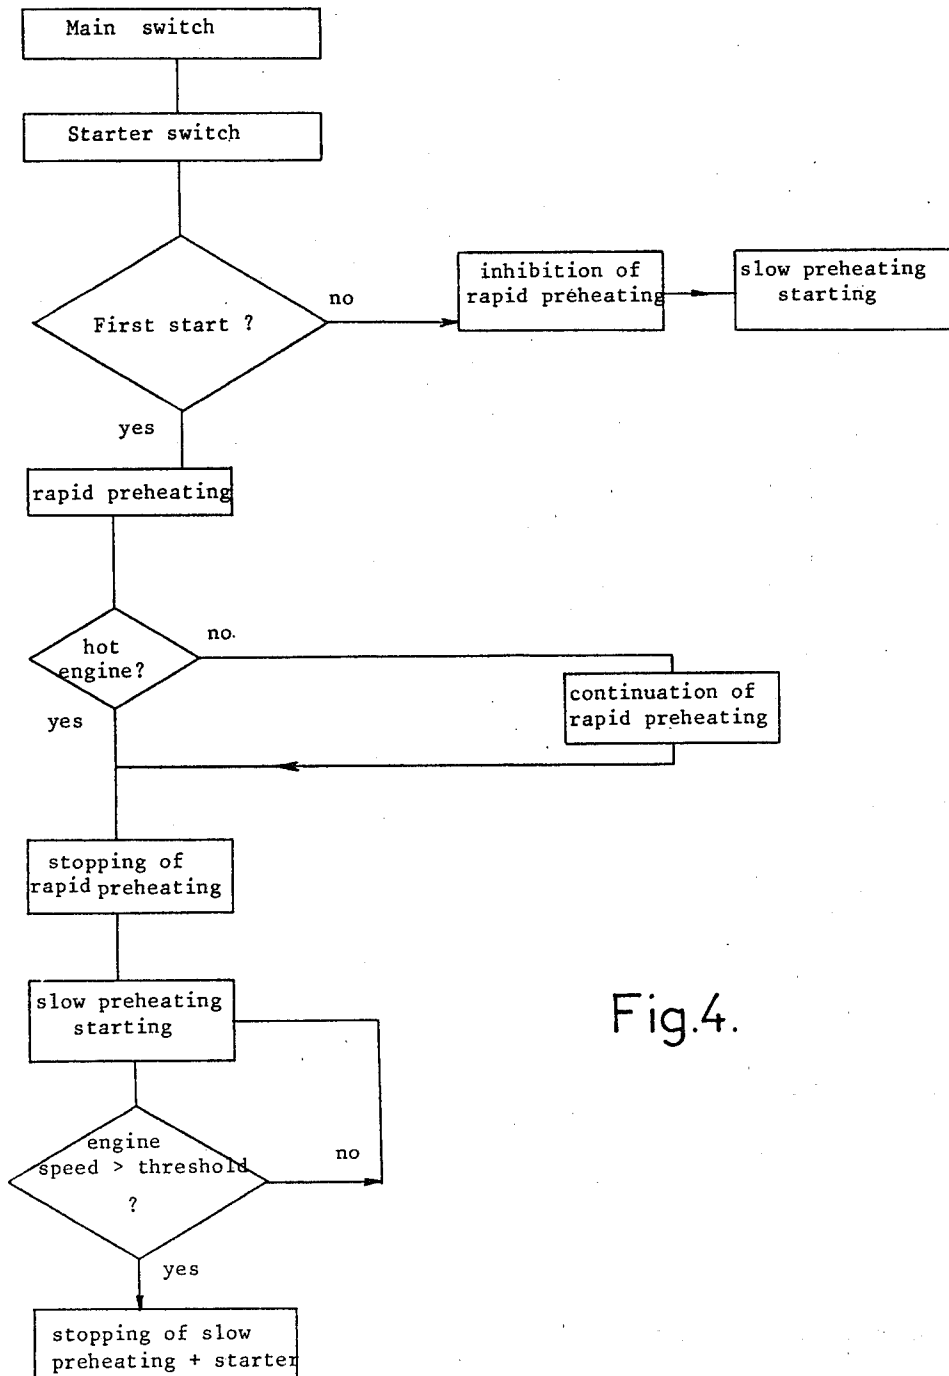 Main switch
Starter switch
First start ?
no
inhibition of
rapid preheating
slow preheating
starting
yes
rapid preheating
hot
engine?
no.
continuation of
rapid preheating
yes
stopping of
rapid preheating
slow preheating
starting
Fig.4.
engine
speed > threshold
?
no
yes
stopping of slow
preheating + starter